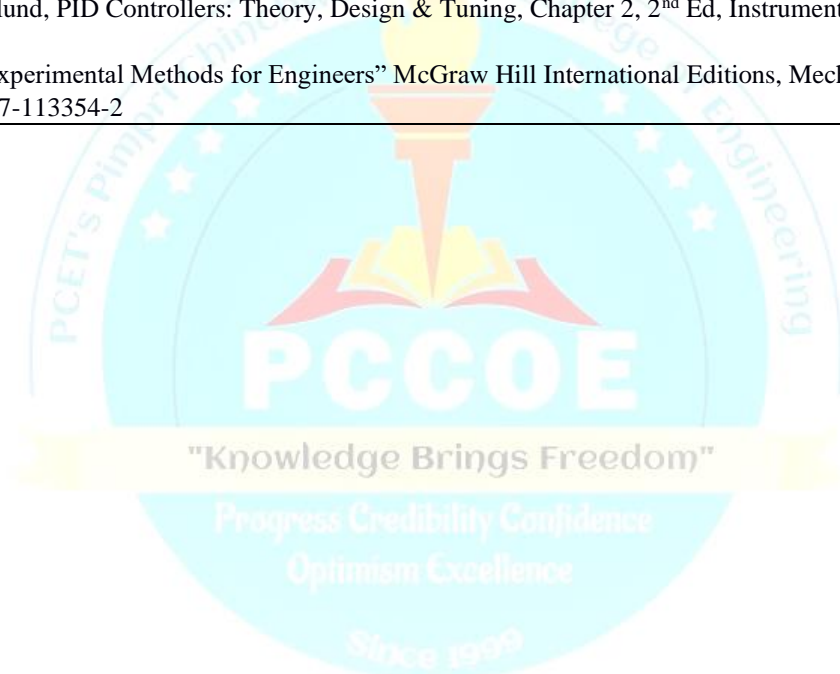 lund, PID Controllers: Theory, Design & Tuning, Chapter 2, 2nd Ed, Instrument
xperimental Methods for Engineers” McGraw Hill International Editions, Mech
7-113354-2
PCET's Pimpri Chin
ege of Engineering
PCCOE
"Knowledge Brings Freedom"
Progress Credibility Confidence
Optimism Excellence
Since 1999